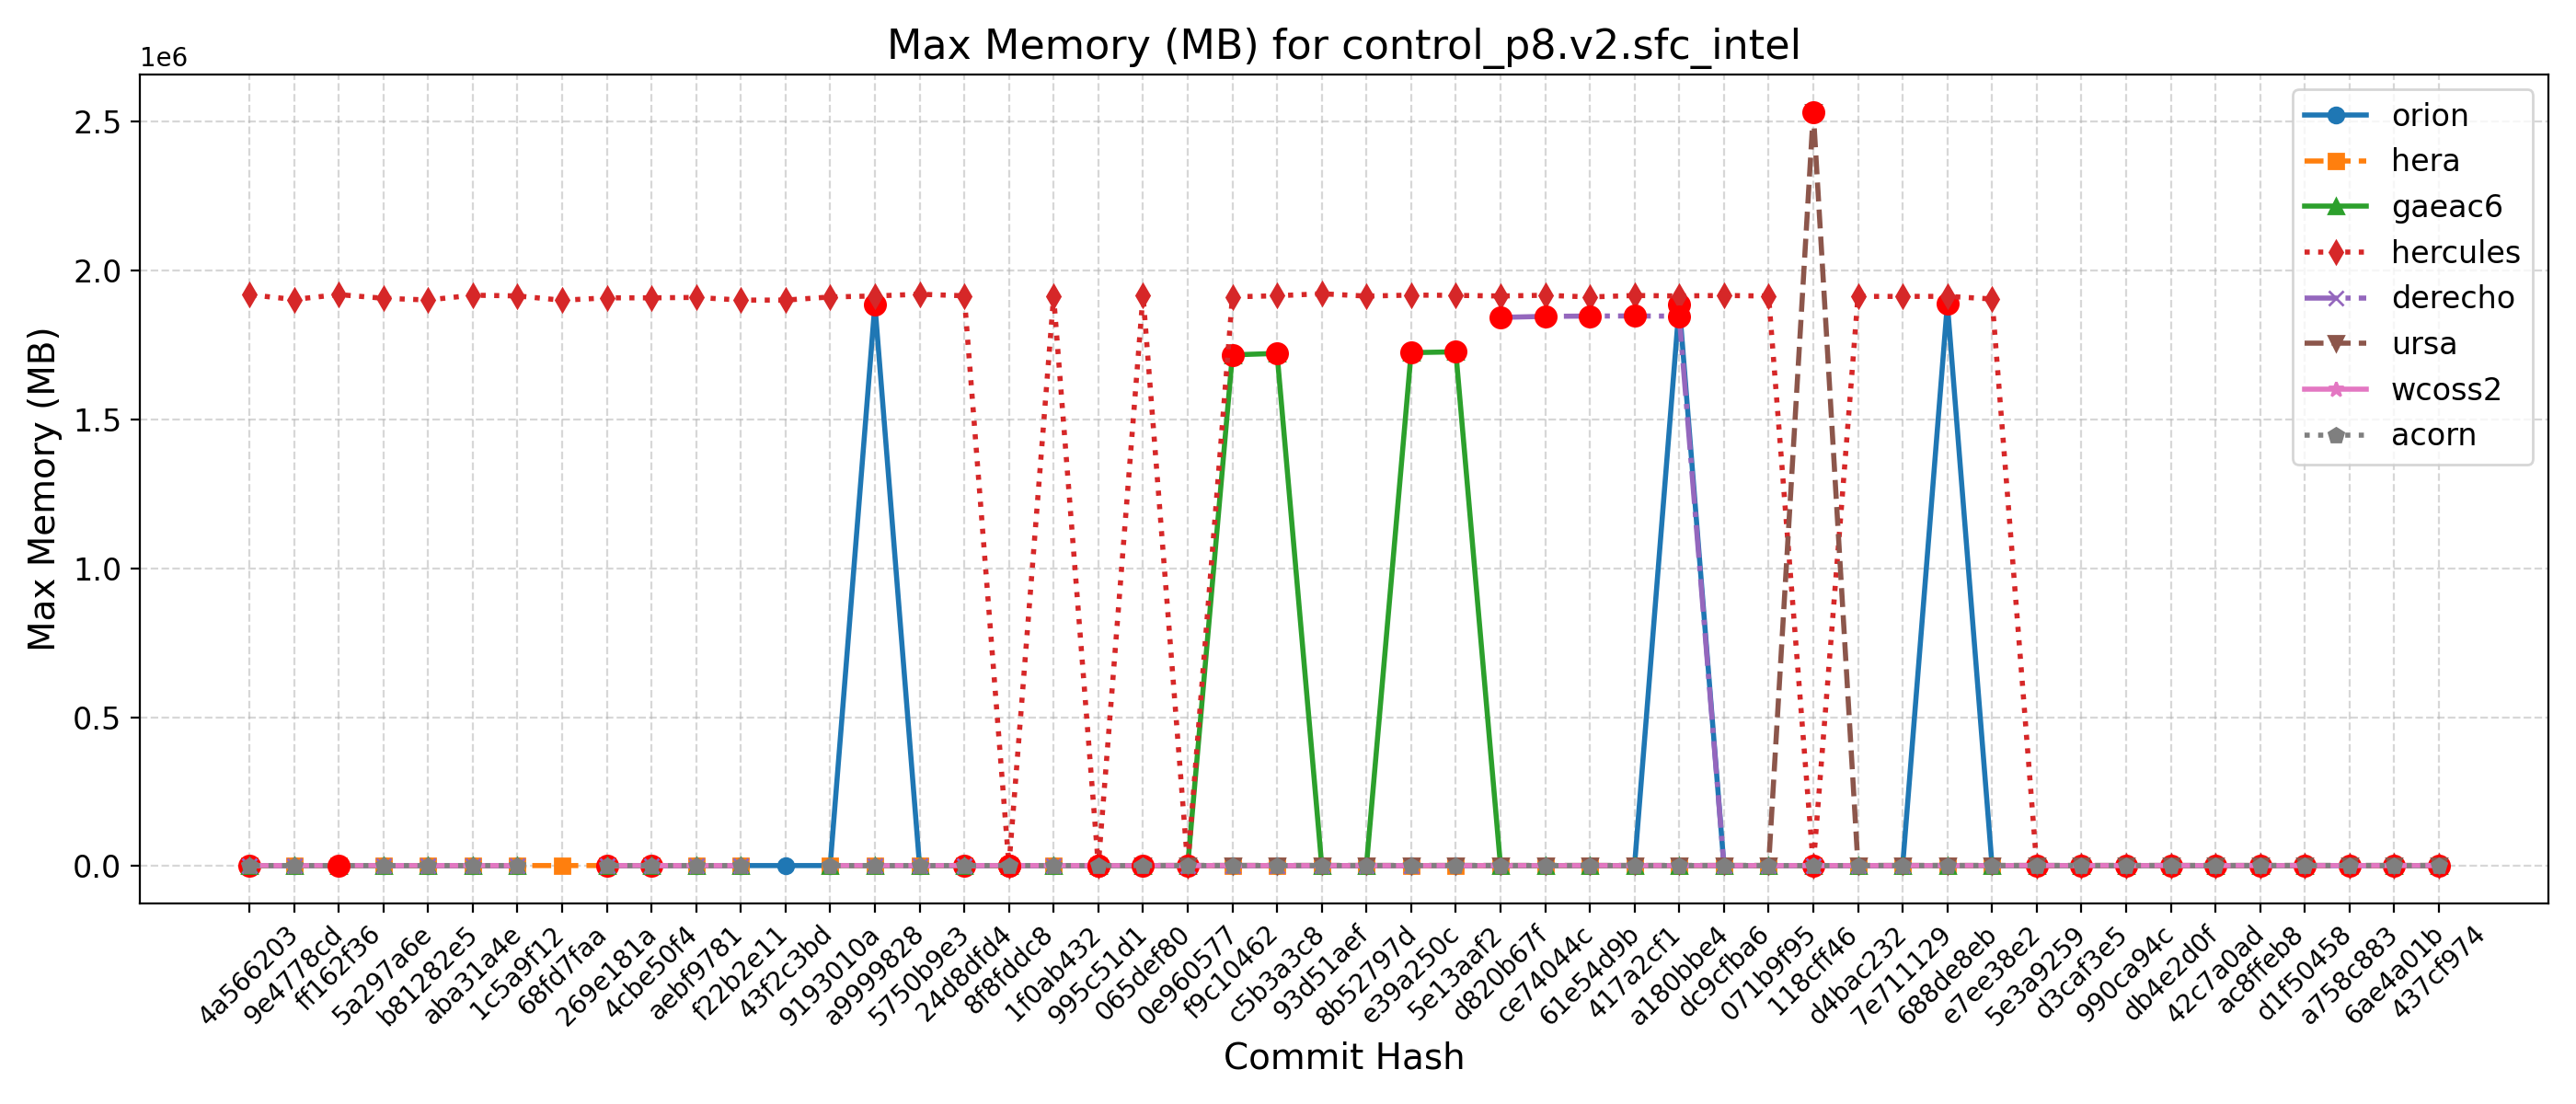 Max Memory (MB) for control_p8.v2.sfc_intel
1e6
2.5
2.0
1.5
1.0
0.5
0.0
Max Memory (MB)
orion
hera
gaeac6
hercules
derecho
ursa
wcoss2
acorn
4a566203
9e4778cd
ff162f36
5a297a6e
b81282e5
aba31a4e
1c5a9f12
68fd7faa
269e181a
4cbe50f4
aebf9781
f22b2e11
43f2c3bd
9193010a
a9999828
5750b9e3
24d8dfd4
8f8fddc8
1f0ab432
995c51d1
065def80
0e960577
f9c10462
c5b3a3c8
93d51aef
8b52797d
e39a250c
5e13aaf2
d820b67f
ce74044c
61e54d9b
417a2cf1
a180bbe4
dc9cfba6
071b9f95
118cff46
d4bac232
7e711129
688de8eb
e7ee38e2
5e3a9259
d3caf3e5
990ca94c
db4e2d0f
42c7a0ad
ac8ffeb8
d1f50458
a758c883
6ae4a01b
437cf974
Commit Hash